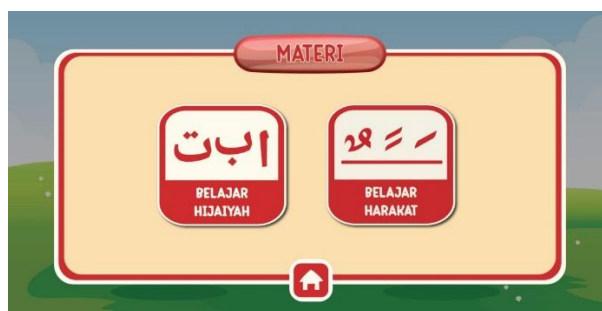 MATERI
ا ب ت
BELAJAR
HIJAIYAH
BELAJAR
HARAKAT